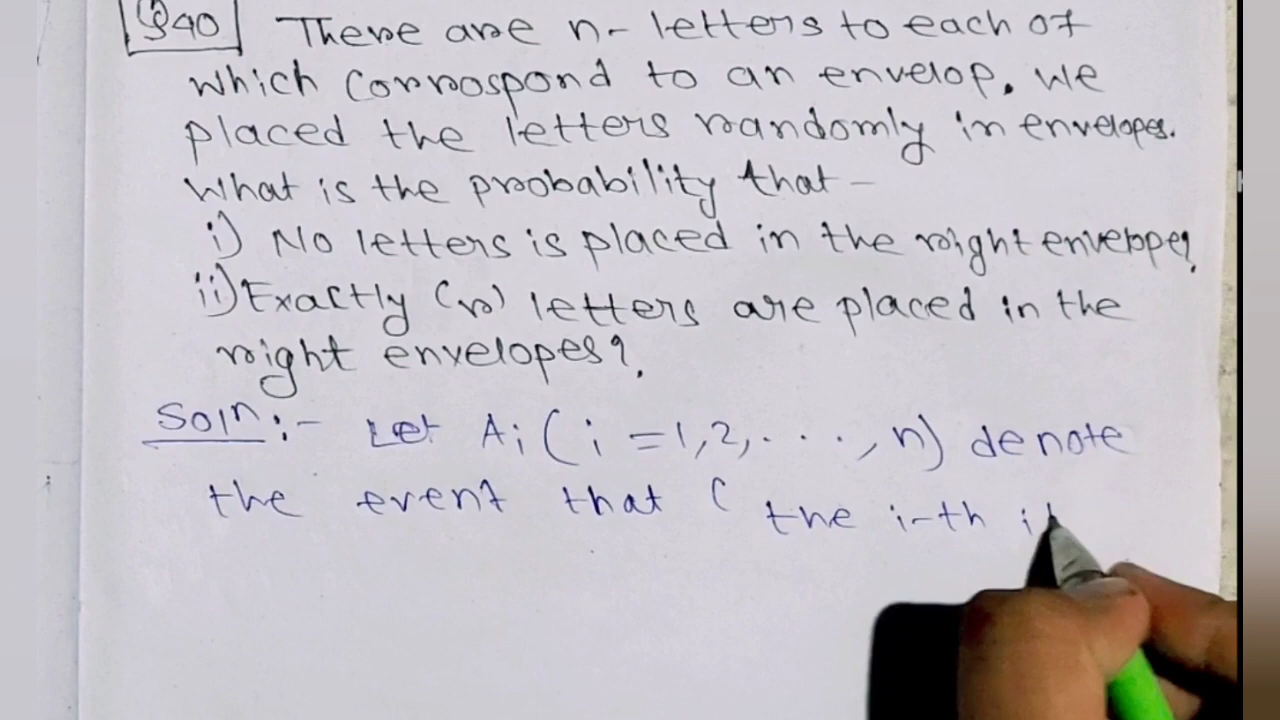 Q40 There are n- letters to each of
which corrospond to an envelop. We
placed the letters randomly in envelopes.
What is the probability that —
i) No letters is placed in the right envelope?
ii) Exactly (r) letters are placed in the
right envelopes?
Solⁿ :- Let Ai (i = 1,2, . . . , n) denote
the event that ( the i-th